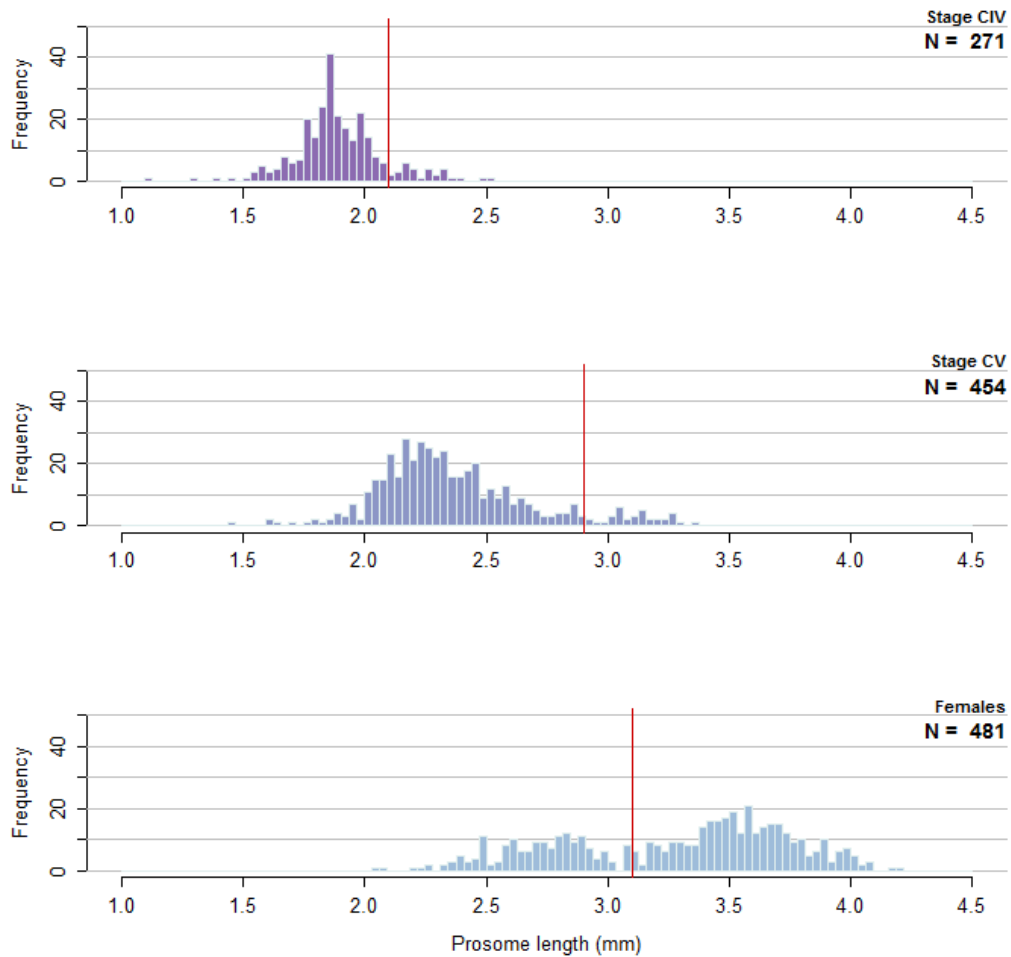 Stage CIV
N = 271
Frequency
0 20 40
1.0 1.5 2.0 2.5 3.0 3.5 4.0 4.5
Stage CV
N = 454
Frequency
0 20 40
1.0 1.5 2.0 2.5 3.0 3.5 4.0 4.5
Females
N = 481
Frequency
0 20 40
1.0 1.5 2.0 2.5 3.0 3.5 4.0 4.5
Prosome length (mm)